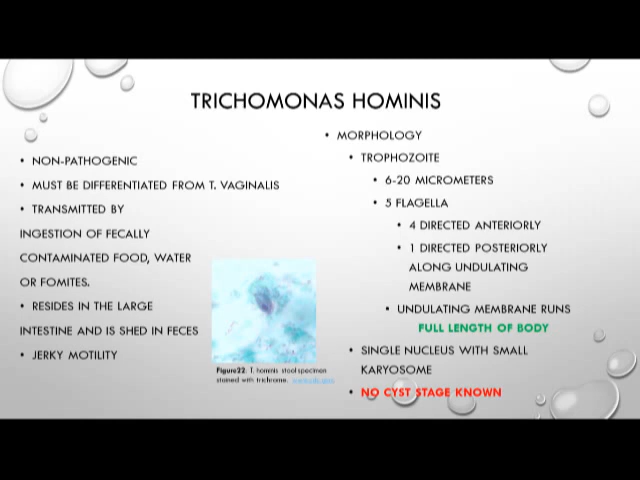 TRICHOMONAS HOMINIS
• NON-PATHOGENIC
• MUST BE DIFFERENTIATED FROM T. VAGINALIS
• TRANSMITTED BY
INGESTION OF FECALLY
CONTAMINATED FOOD, WATER
OR FOMITES.
• RESIDES IN THE LARGE
INTESTINE AND IS SHED IN FECES
• JERKY MOTILITY
Figure22: T. hominis stool specimen
stained with trichrome.
• MORPHOLOGY
• TROPHOZOITE
• 6-20 MICROMETERS
• 5 FLAGELLA
• 4 DIRECTED ANTERIORLY
• 1 DIRECTED POSTERIORLY
ALONG UNDULATING
MEMBRANE
• UNDULATING MEMBRANE RUNS
FULL LENGTH OF BODY
• SINGLE NUCLEUS WITH SMALL
KARYOSOME
• NO CYST STAGE KNOWN